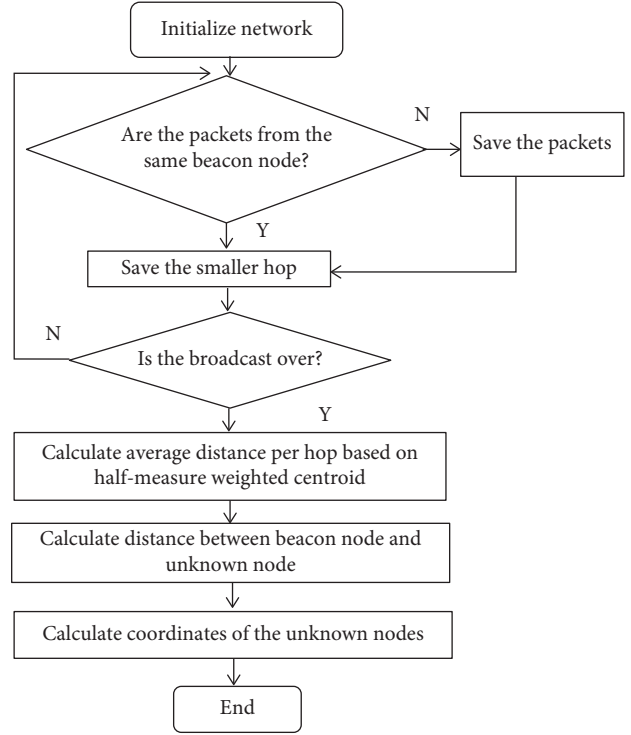 Initialize network
Are the packets from the
same beacon node?
N
Save the packets
Y
Save the smaller hop
N
Is the broadcast over?
Y
Calculate average distance per hop based on
half-measure weighted centroid
Calculate distance between beacon node and
unknown node
Calculate coordinates of the unknown nodes
End